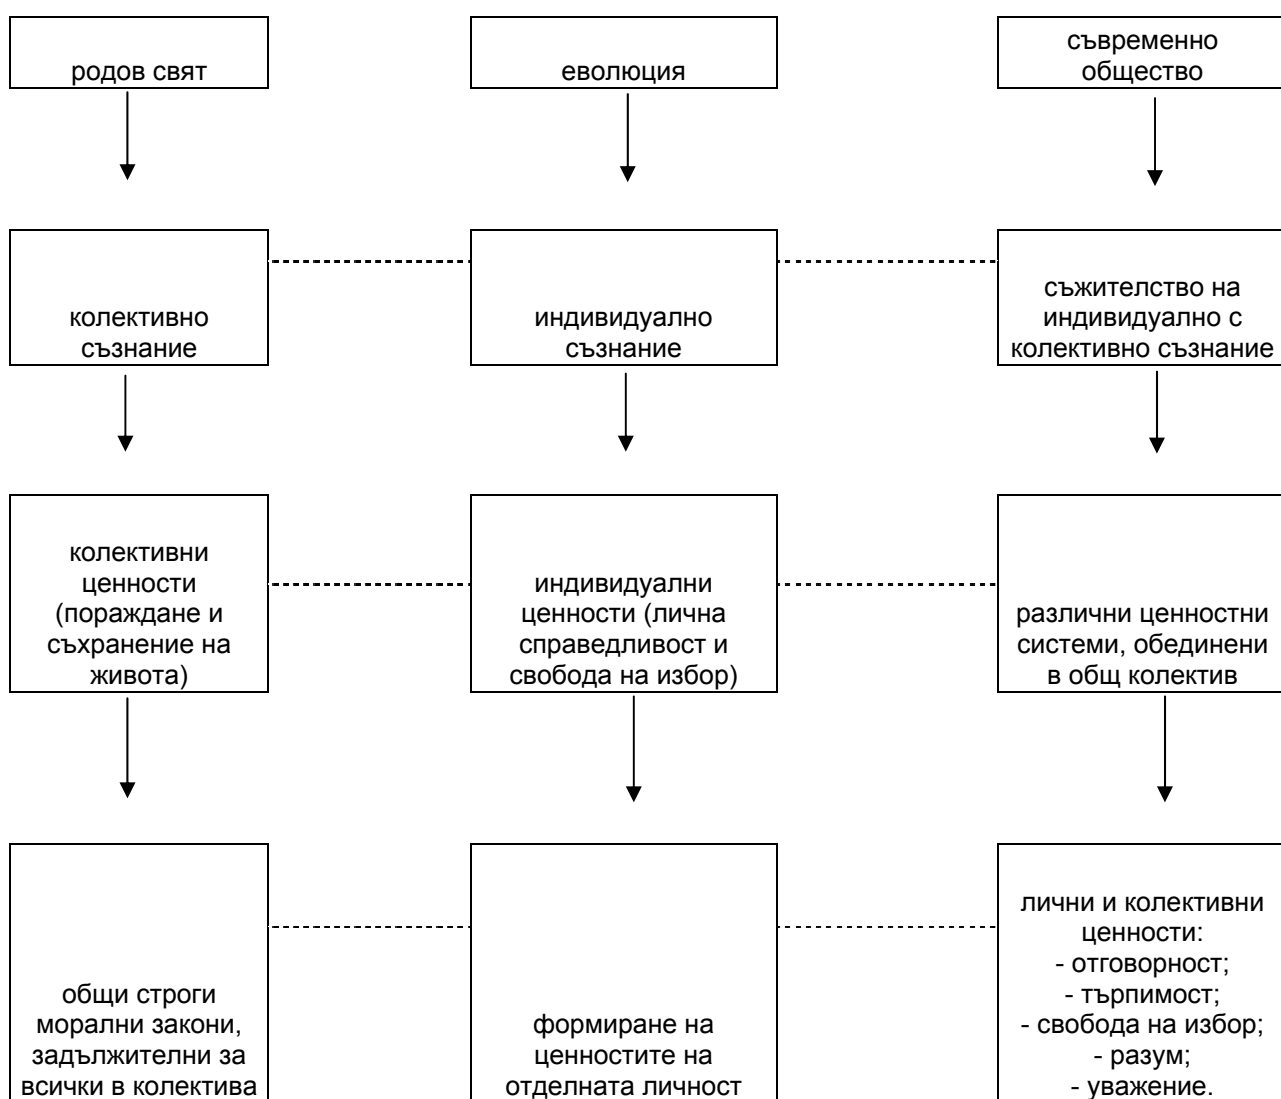 родов свят
еволюция
съвременно
общество
колективно
съзнание
индивидуално
съзнание
съжителство на
индивидуално с
колективно съзнание
колективни
ценности
(пораждане и
съхранение на
живота)
индивидуални
ценности (лична
справедливост и
свобода на избор)
различни ценностни
системи, обединени
в общ колектив
общи строги
морални закони,
задължителни за
всички в колектива
формиране на
ценностите на
отделната личност
лични и колективни
ценности:
- отговорност;
- търпимост;
- свобода на избор;
- разум;
- уважение.